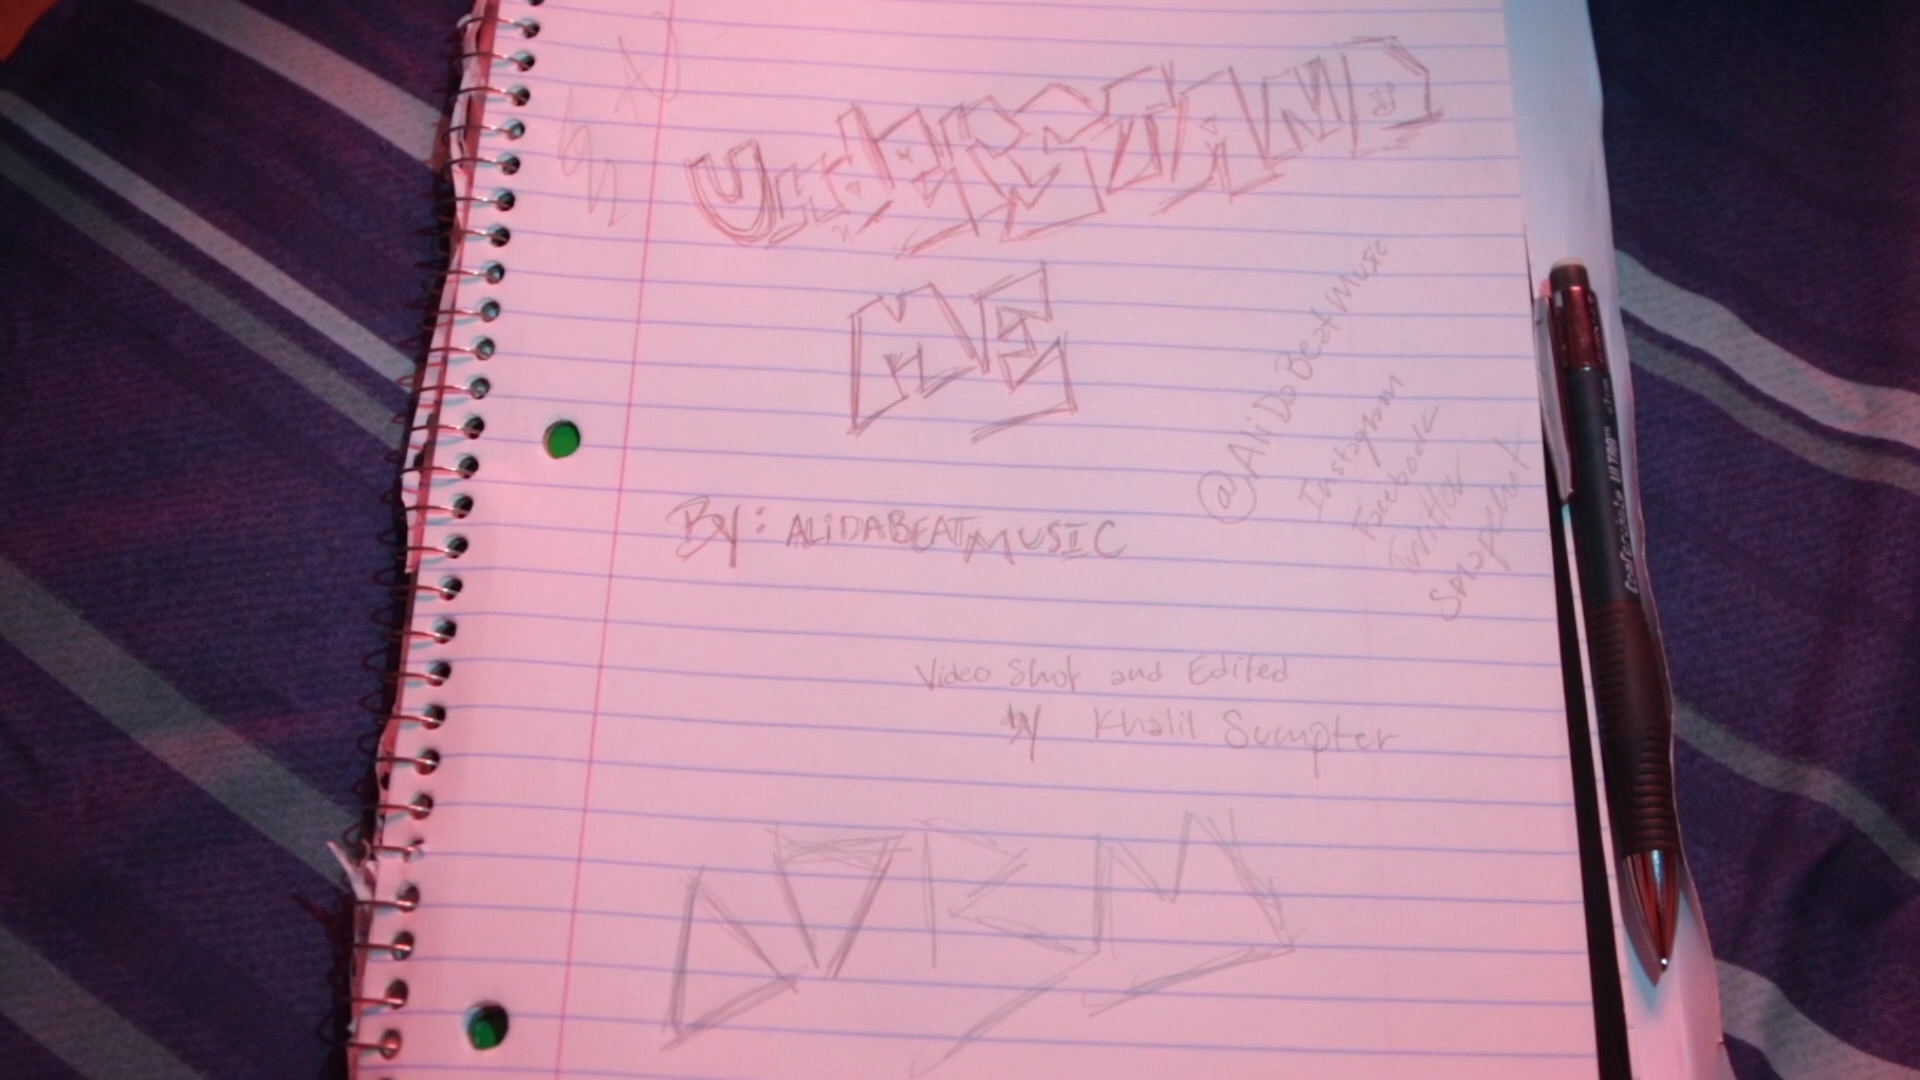 UNdERSTAND
ME
By: ALiDABEATMUSIC
@AliDaBeatMusic
Instagram
Facebook
Twitter
Snapchat
Video Shot and Edited
by Khalil Sumpter